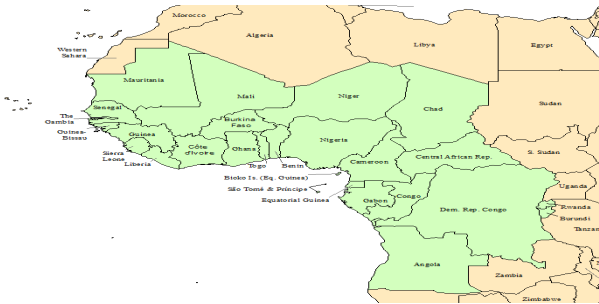 Morocco
Algeria
Libya
Egypt
Western
Sahara
Mauritania
Mali
Niger
Chad
Sudan
Senegal
The
Gambia
Guinea-
Bissau
Guinea
Burkina
Faso
Nigeria
Sierra
Leone
Liberia
Côte
d'Ivoire
Ghana
Togo
Benin
Cameroon
Central African Rep.
S. Sudan
Bioko Is. (Eq. Guinea)
São Tomé & Príncipe
Equatorial Guinea
Gabon
Congo
Dem. Rep. Congo
Uganda
Rwanda
Burundi
Tanzan
Angola
Zambia
Zimbabwe